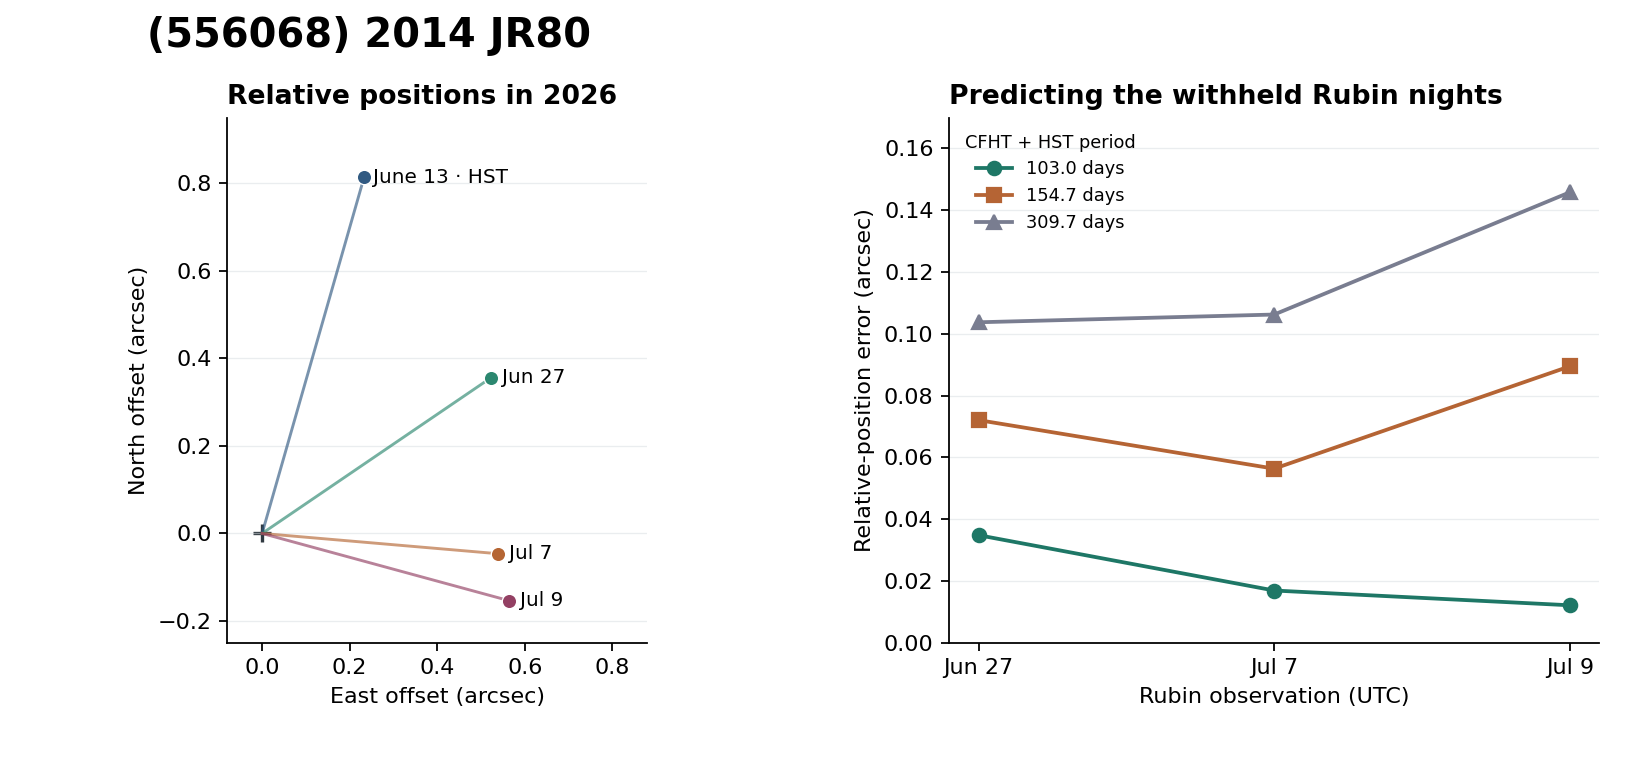 (556068) 2014 JR80
Relative positions in 2026
North offset (arcsec)
0.8
0.6
0.4
0.2
0.0
−0.2
June 13 · HST
Jun 27
Jul 7
Jul 9
0.0 0.2 0.4 0.6 0.8
East offset (arcsec)
Predicting the withheld Rubin nights
Relative-position error (arcsec)
0.16
0.14
0.12
0.10
0.08
0.06
0.04
0.02
0.00
CFHT + HST period
103.0 days
154.7 days
309.7 days
Jun 27 Jul 7 Jul 9
Rubin observation (UTC)